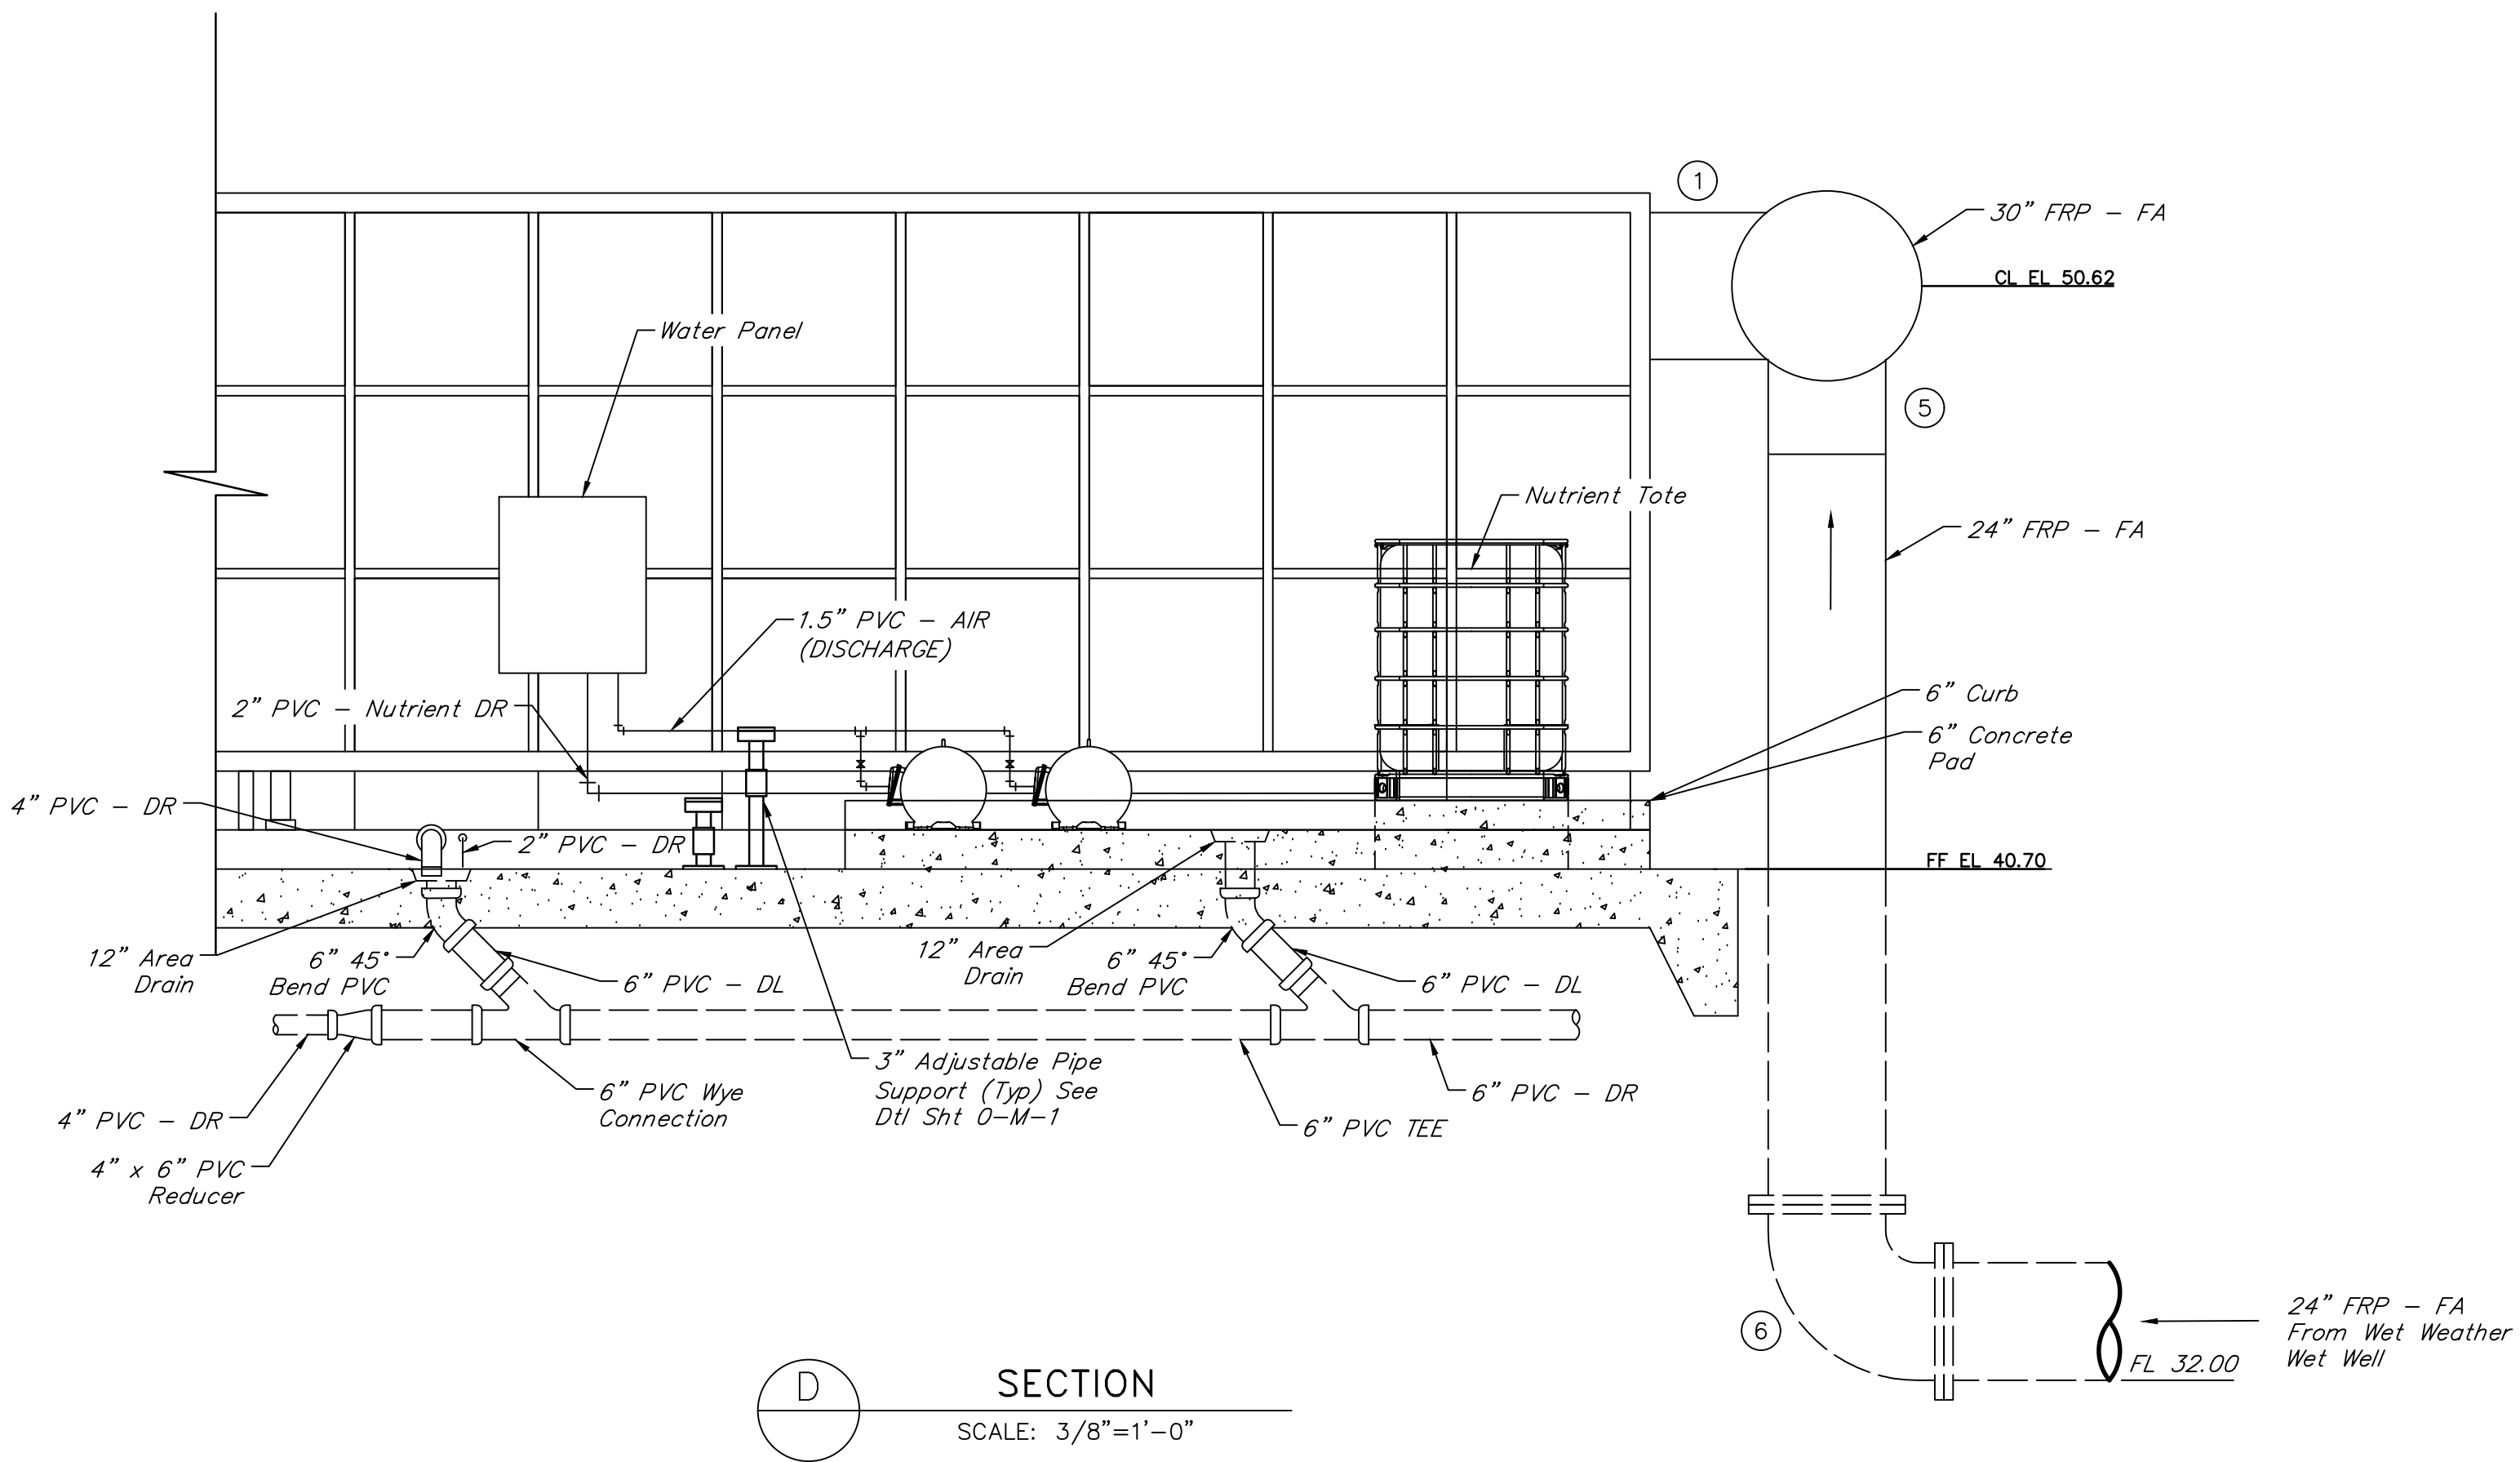 1
30" FRP - FA
CL EL 50.62
Water Panel
5
Nutrient Tote
24" FRP - FA
1.5" PVC - AIR
(DISCHARGE)
2" PVC - Nutrient DR
6" Curb
6" Concrete
Pad
4" PVC - DR
2" PVC - DR
FF EL 40.70
12" Area
Drain
6" 45°
Bend PVC
6" PVC - DL
12" Area
Drain
6" 45°
Bend PVC
6" PVC - DL
3" Adjustable Pipe
Support (Typ) See
Dtl Sht 0-M-1
6" PVC Wye
Connection
6" PVC - DR
4" PVC - DR
6" PVC TEE
4" x 6" PVC
Reducer
6
24" FRP - FA
From Wet Weather
Wet Well
FL 32.00
D
SECTION
SCALE: 3/8"=1'-0"